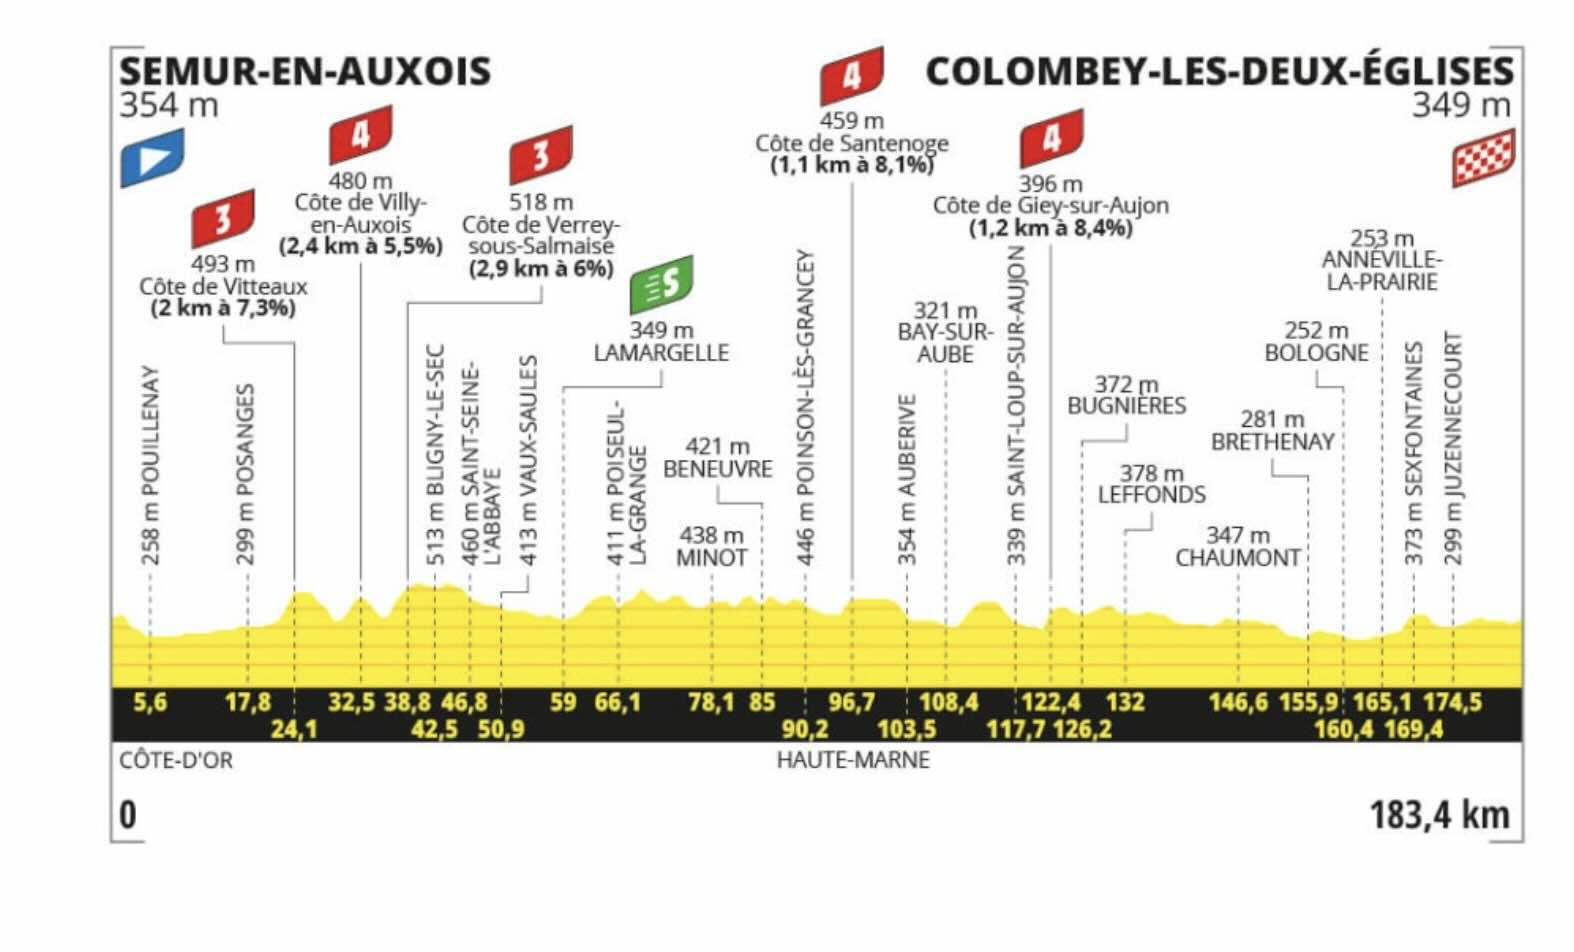 SEMUR-EN-AUXOIS
354 m
COLOMBEY-LES-DEUX-ÉGLISES
349 m
3
493 m
Côte de Vitteaux
(2 km à 7,3%)
4
480 m
Côte de Villy-
en-Auxois
(2,4 km à 5,5%)
3
518 m
Côte de Verrey-
sous-Salmaise
(2,9 km à 6%)
S
349 m
LAMARGELLE
4
459 m
Côte de Santenoge
(1,1 km à 8,1%)
4
396 m
Côte de Giey-sur-Aujon
(1,2 km à 8,4%)
258 m POUILLENAY
299 m POSANGES
513 m BLIGNY-LE-SEC
460 m SAINT-SEINE-
L'ABBAYE
413 m VAUX-SAULES
411 m POISEUL-
LA-GRANGE
438 m
MINOT
421 m
BENEUVRE
446 m POINSON-LÈS-GRANCEY
354 m AUBERIVE
321 m
BAY-SUR-
AUBE
339 m SAINT-LOUP-SUR-AUJON
372 m
BUGNIÈRES
378 m
LEFFONDS
347 m
CHAUMONT
281 m
BRETHENAY
252 m
BOLOGNE
253 m
ANNÉVILLE-
LA-PRAIRIE
373 m SEXFONTAINES
299 m JUZENNECOURT
5,6 17,8 32,5 38,8 46,8 59 66,1 78,1 85 96,7 108,4 122,4 132 146,6 155,9 165,1 174,5
24,1 42,5 50,9 90,2 103,5 117,7 126,2 160,4 169,4
CÔTE-D'OR
HAUTE-MARNE
0
183,4 km